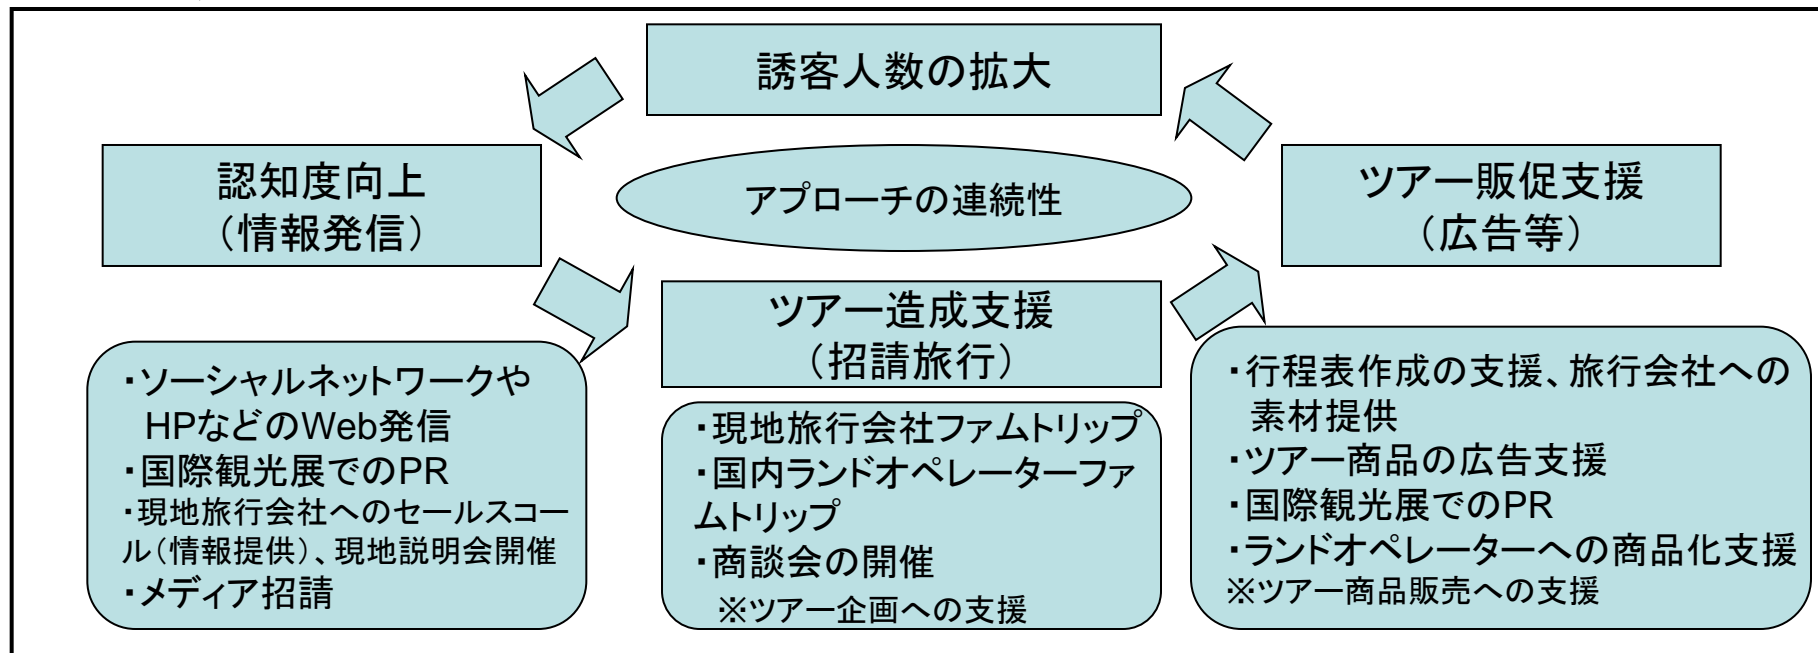 誘客人数の拡大
認知度向上
（情報発信）
アプローチの連続性
ツアー販促支援
（広告等）
ツアー造成支援
（招請旅行）
・ソーシャルネットワークや
HPなどのWeb発信
・国際観光展でのPR
・現地旅行会社へのセールスコー
ル（情報提供）、現地説明会開催
・メディア招請
・現地旅行会社ファムトリップ
・国内ランドオペレーターファ
ムトリップ
・商談会の開催
※ツアー企画への支援
・行程表作成の支援、旅行会社への
素材提供
・ツアー商品の広告支援
・国際観光展でのPR
・ランドオペレーターへの商品化支援
※ツアー商品販売への支援